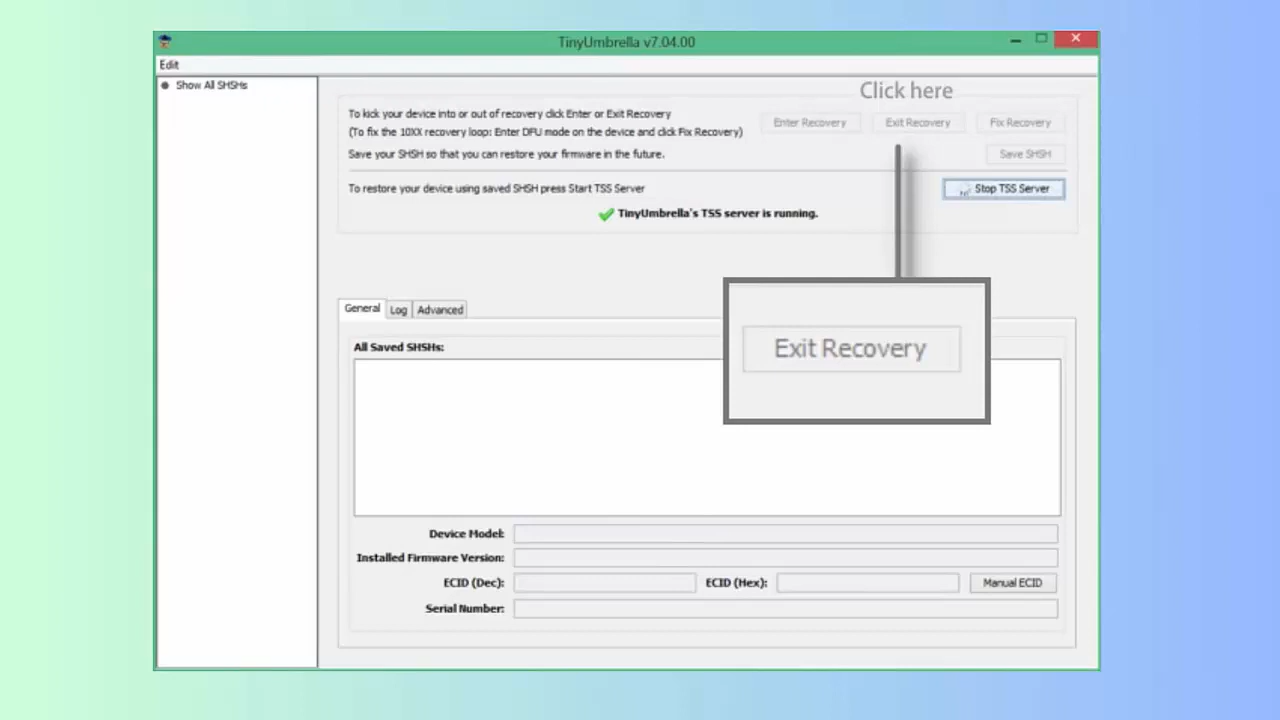 TinyUmbrella v7.04.00
Edit
Show All SHSHs
Click here
To kick your device into or out of recovery click Enter or Exit Recovery
(To fix the 10XX recovery loop: Enter DFU mode on the device and click Fix Recovery)
Enter Recovery
Exit Recovery
Fix Recovery
Save your SHSH so that you can restore your firmware in the future.
Save SHSH
To restore your device using saved SHSH press Start TSS Server
Stop TSS Server
TinyUmbrella's TSS server is running.
General
Log
Advanced
All Saved SHSHs:
Exit Recovery
Device Model:
Installed Firmware Version:
ECID (Dec):
ECID (Hex):
Manual ECID
Serial Number: